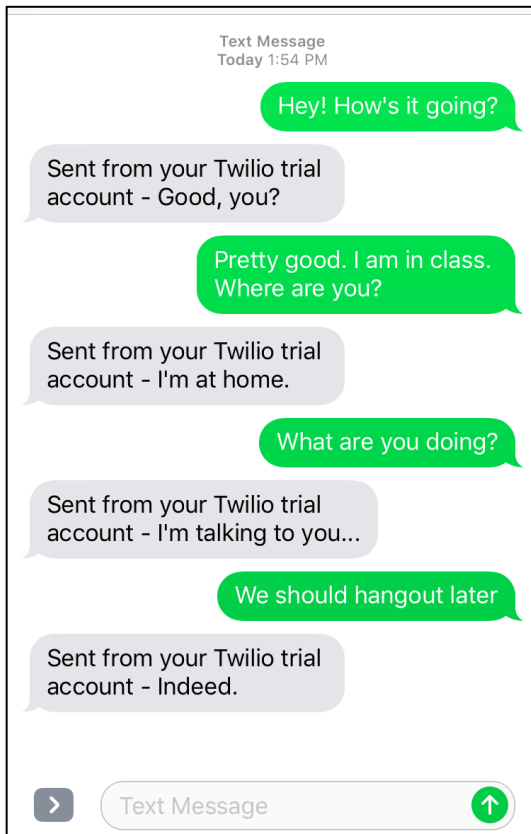 Text Message
Today 1:54 PM
Hey! How's it going?
Sent from your Twilio trial
account - Good, you?
Pretty good. I am in class.
Where are you?
Sent from your Twilio trial
account - I'm at home.
What are you doing?
Sent from your Twilio trial
account - I'm talking to you...
We should hangout later
Sent from your Twilio trial
account - Indeed.
Text Message